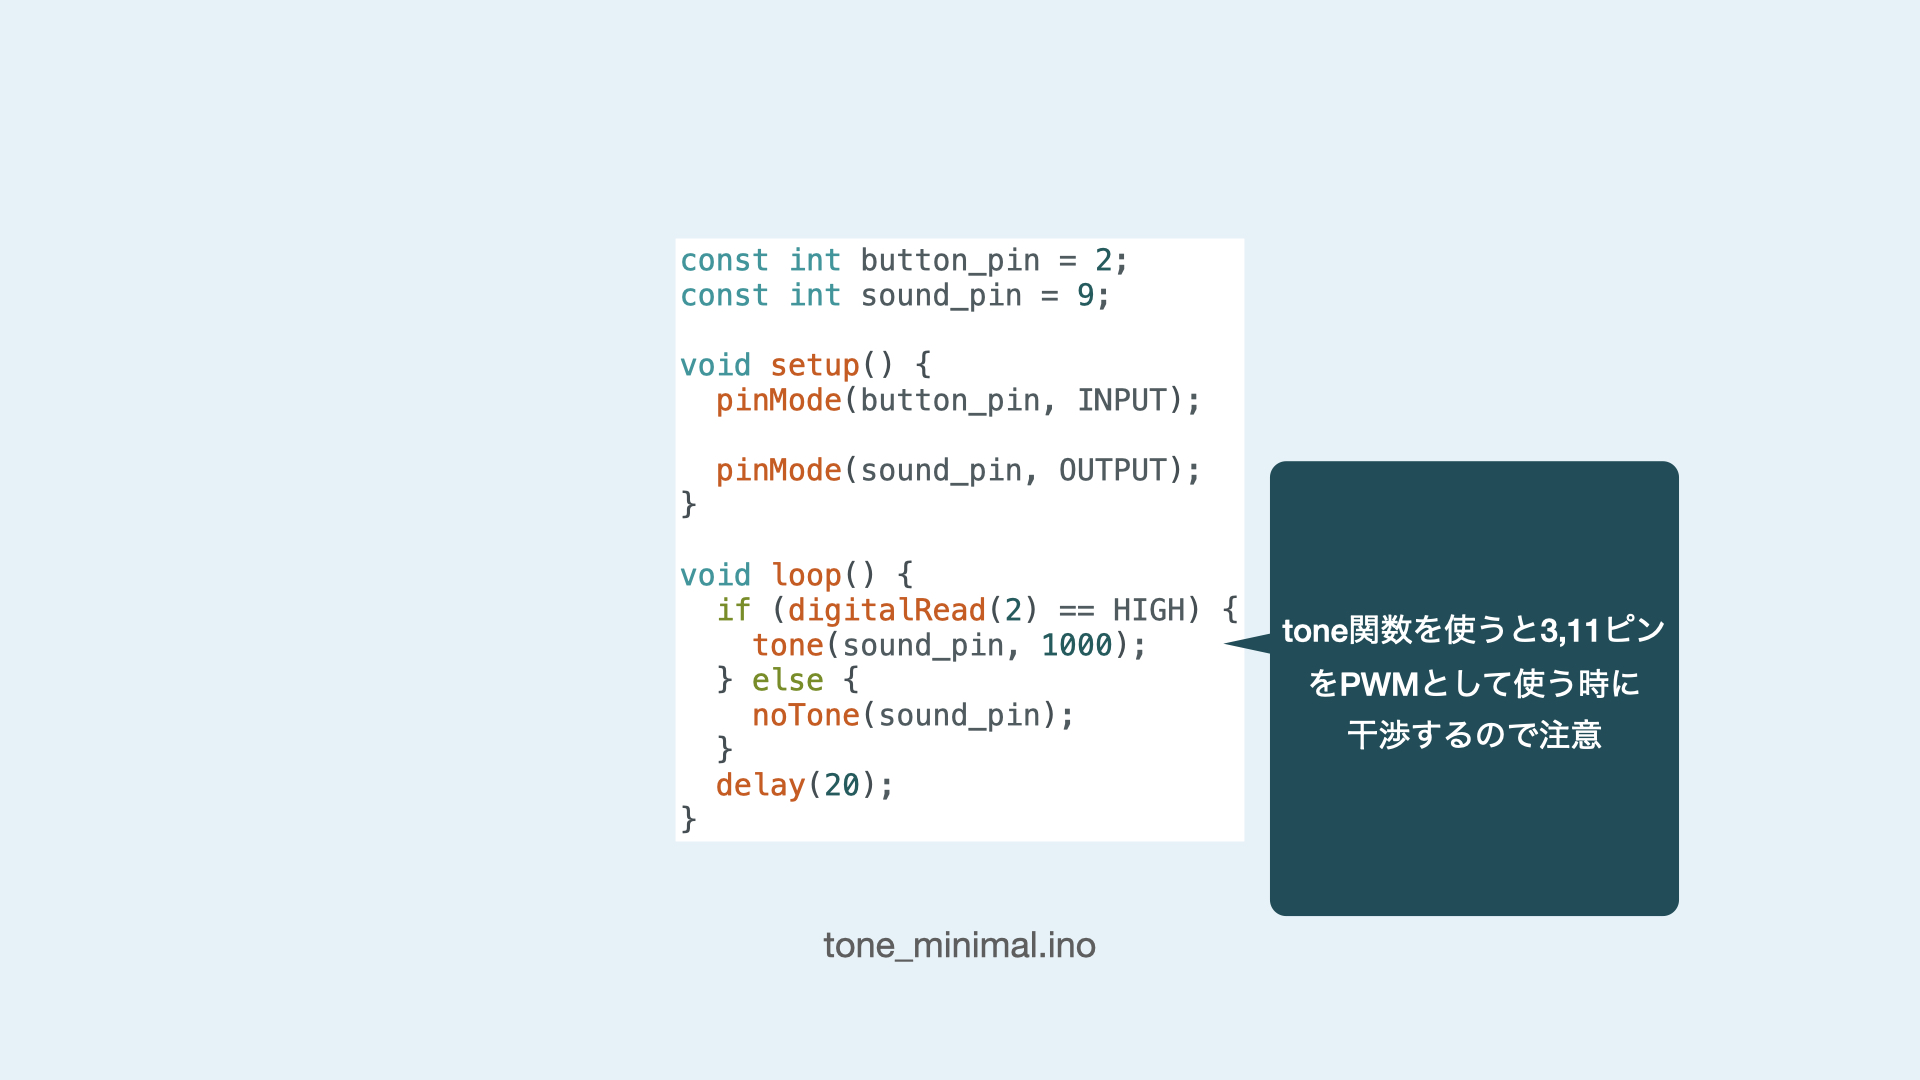 const int button_pin = 2;
const int sound_pin = 9;
void setup() {
  pinMode(button_pin, INPUT);
  pinMode(sound_pin, OUTPUT);
}
void loop() {
  if (digitalRead(2) == HIGH) {
    tone(sound_pin, 1000);
  } else {
    noTone(sound_pin);
  }
  delay(20);
}
tone関数を使うと3,11ピン
をPWMとして使う時に
干渉するので注意
tone_minimal.ino